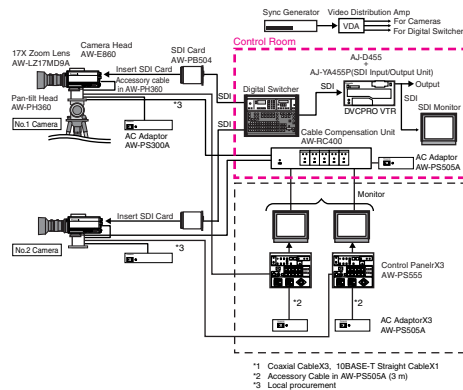 Sync Generator
Video Distribution Amp
VDA
For Cameras
For Digital Switcher
Control Room
17X Zoom Lens
AW-LZ17MD9A
Camera Head
AW-E860
Insert SDI Card
Accessory cable
in AW-PH360
SDI Card
AW-PB504
SDI
Pan-tilt Head
AW-PH360
No.1 Camera
*3
AC Adaptor
AW-PS300A
Digital Switcher
SDI
SDI
AJ-D455
+
AJ-YA455P(SDI Input/Output Unit)
SDI
DVCPRO VTR
Output
SDI
SDI Monitor
Cable Compensation Unit
AW-RC400
AC Adaptor
AW-PS505A
Monitor
Insert SDI Card
No.2 Camera
*3
Control PanelrX3
AW-PS555
*2
*2
AC AdaptorX3
AW-PS505A
*1 Coaxial CableX3, 10BASE-T Straight CableX1
*2 Accessory Cable in AW-PS505A (3 m)
*3 Local procurement